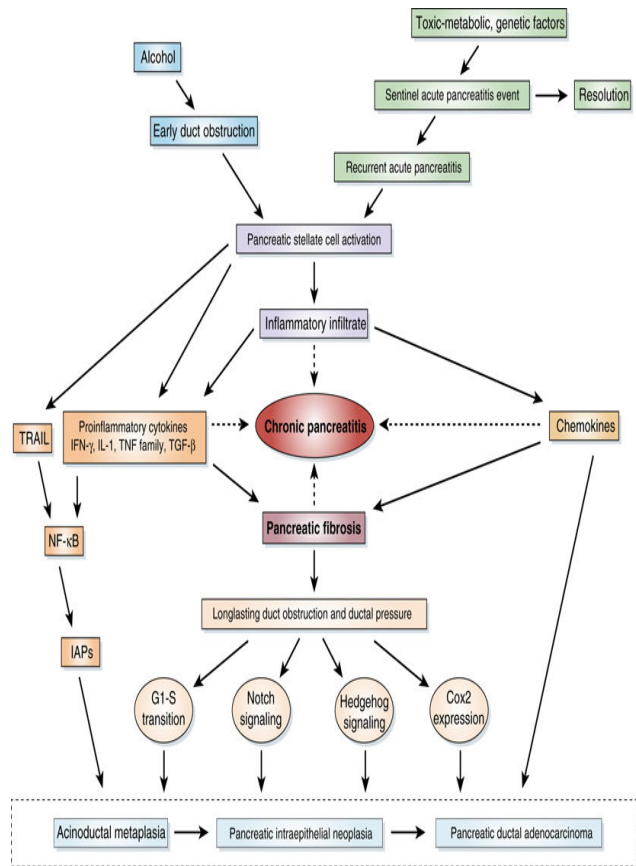 Toxic-metabolic, genetic factors
Alcohol
Sentinel acute pancreatitis event
Resolution
Early duct obstruction
Recurrent acute pancreatitis
Pancreatic stellate cell activation
Inflammatory infiltrate
TRAIL
Proinflammatory cytokines
IFN-γ, IL-1, TNF family, TGF-β
Chronic pancreatitis
Chemokines
NF-κB
Pancreatic fibrosis
Longlasting duct obstruction and ductal pressure
IAPs
G1-S
transition
Notch
signaling
Hedgehog
signaling
Cox2
expression
Acinoductal metaplasia
Pancreatic intraepithelial neoplasia
Pancreatic ductal adenocarcinoma